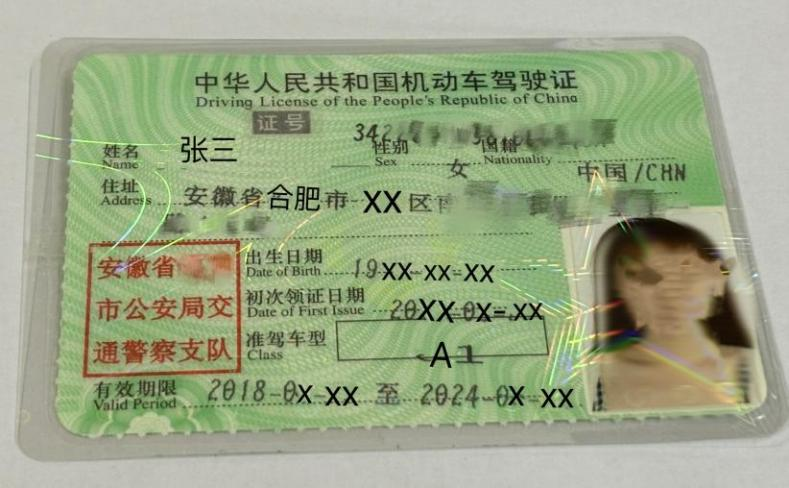 中华人民共和国机动车驾驶证
Driving License of the People's Republic of China
证号 342
姓名 张三 性别 女 国籍 中国/CHN
Name Sex Nationality
住址 安徽省合肥市 XX 区
Address
出生日期 19XX-XX-XX
Date of Birth
初次领证日期 20XX-0X-XX
Date of First Issue
准驾车型 A1
Class
安徽省
市公安局交
通警察支队
有效期限 2018-0X-XX 至 2024-0X-XX
Valid Period